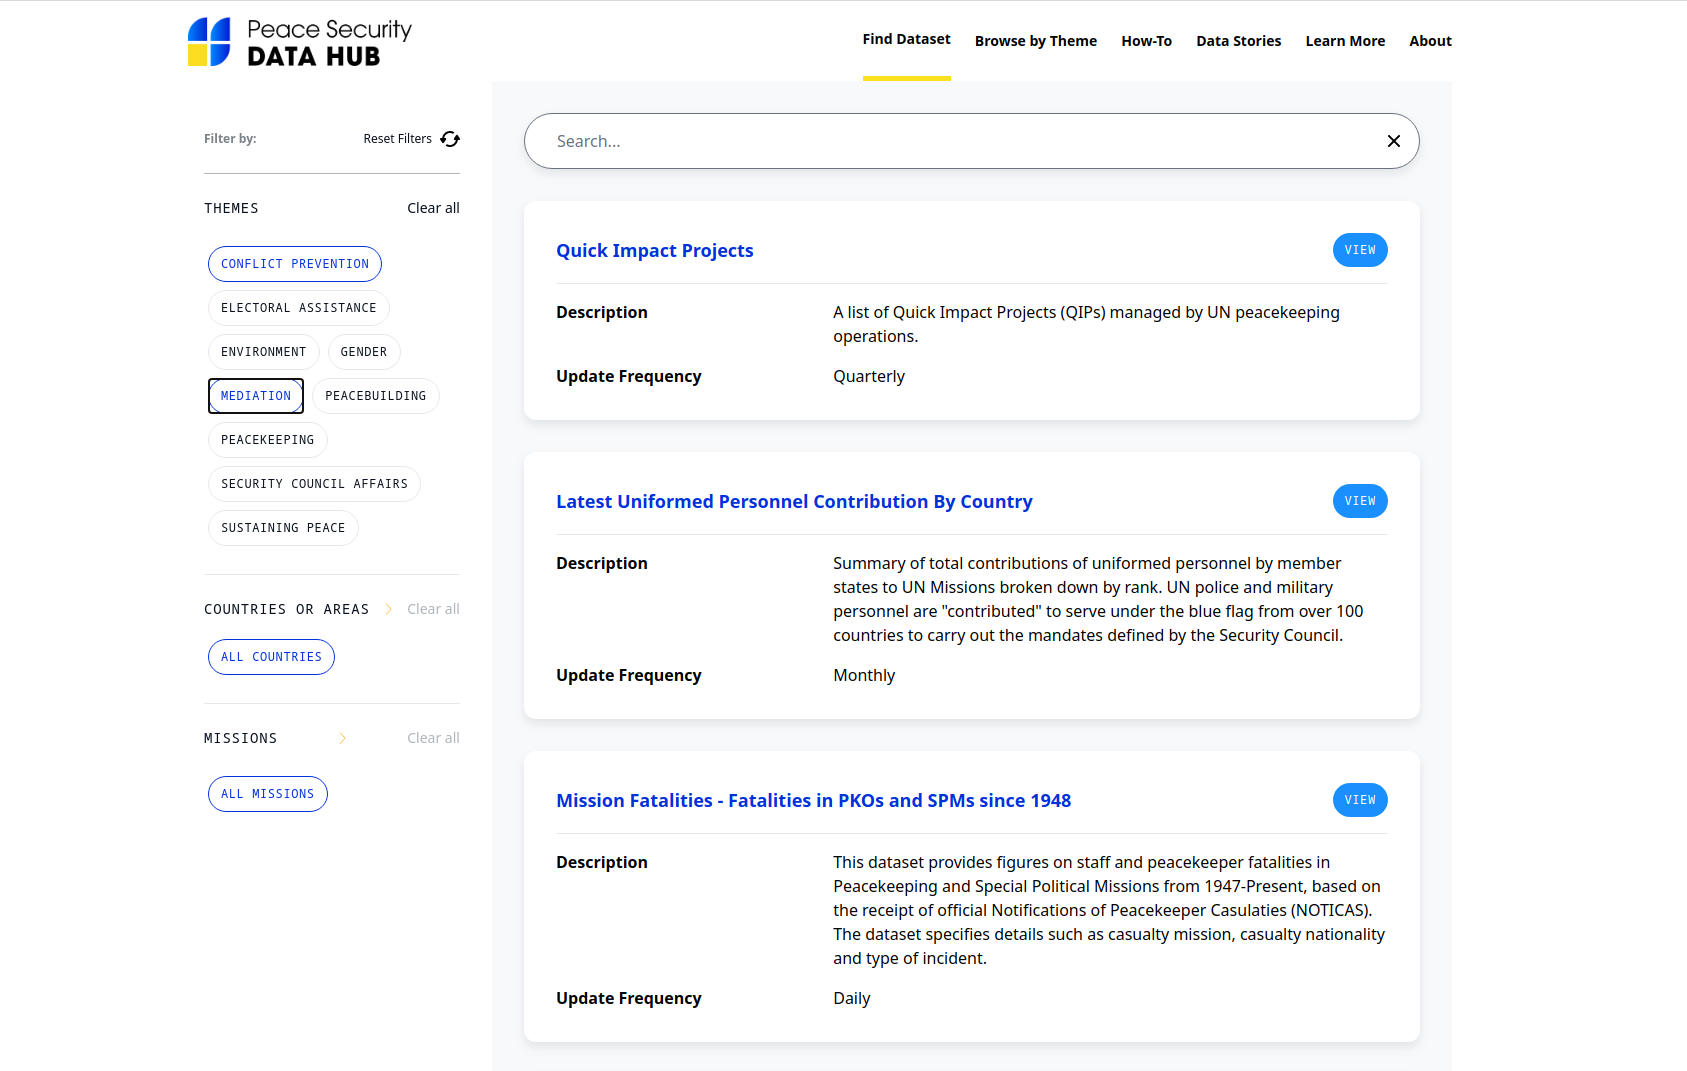 Peace Security
DATA HUB
Find Dataset
Browse by Theme
How-To
Data Stories
Learn More
About
Filter by:
Reset Filters
THEMES
Clear all
CONFLICT PREVENTION
ELECTORAL ASSISTANCE
ENVIRONMENT
GENDER
MEDIATION
PEACEBUILDING
PEACEKEEPING
SECURITY COUNCIL AFFAIRS
SUSTAINING PEACE
COUNTRIES OR AREAS
Clear all
ALL COUNTRIES
MISSIONS
Clear all
ALL MISSIONS
Search...
Quick Impact Projects
VIEW
Description
A list of Quick Impact Projects (QIPs) managed by UN peacekeeping
operations.
Update Frequency
Quarterly
Latest Uniformed Personnel Contribution By Country
VIEW
Description
Summary of total contributions of uniformed personnel by member
states to UN Missions broken down by rank. UN police and military
personnel are "contributed" to serve under the blue flag from over 100
countries to carry out the mandates defined by the Security Council.
Update Frequency
Monthly
Mission Fatalities - Fatalities in PKOs and SPMs since 1948
VIEW
Description
This dataset provides figures on staff and peacekeeper fatalities in
Peacekeeping and Special Political Missions from 1947-Present, based on
the receipt of official Notifications of Peacekeeper Casulaties (NOTICAS).
The dataset specifies details such as casualty mission, casualty nationality
and type of incident.
Update Frequency
Daily